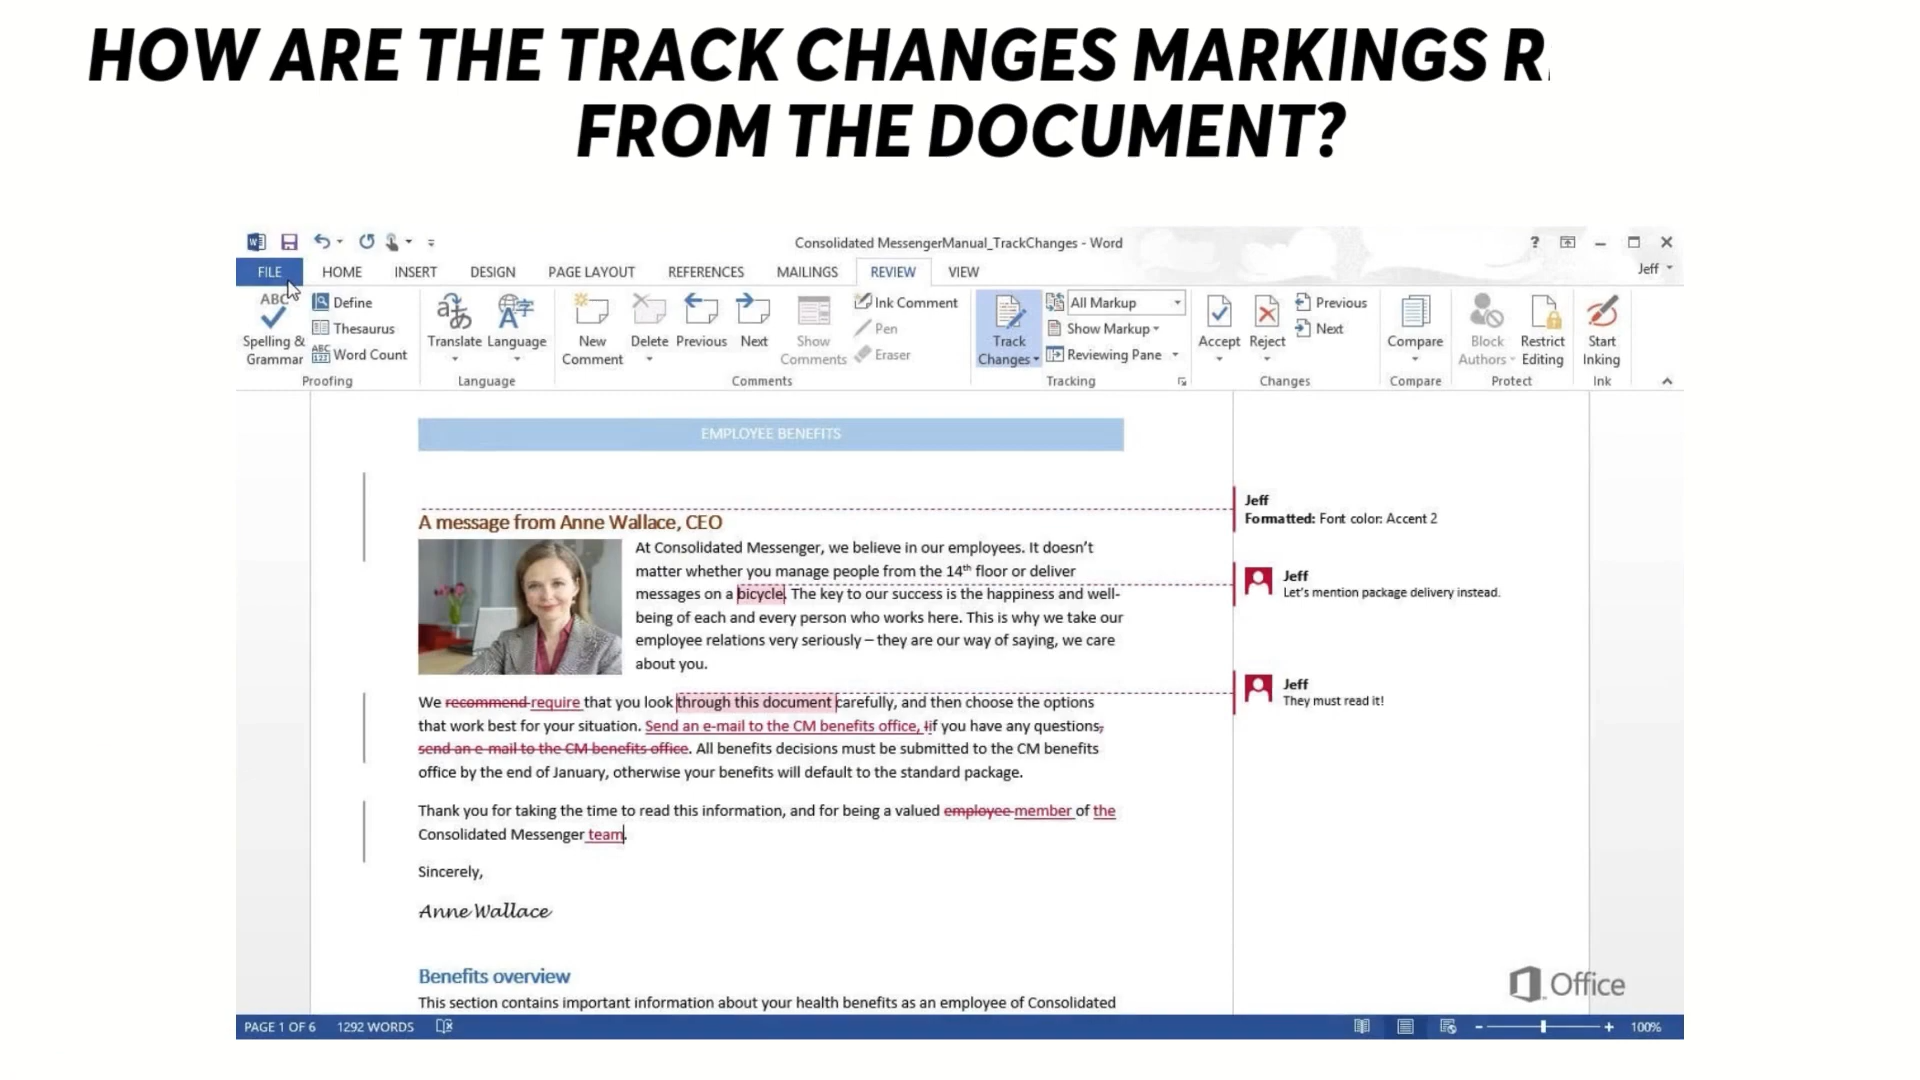 HOW ARE THE TRACK CHANGES MARKINGS
FROM THE DOCUMENT?
Consolidated MessengerManual_TrackChanges - Word
FILE HOME INSERT DESIGN PAGE LAYOUT REFERENCES MAILINGS REVIEW VIEW Jeff
Spelling & Grammar
Define
Thesaurus
Word Count
Proofing
Translate Language
Language
New Comment Delete Previous Next Show Comments
Ink Comment
Pen
Eraser
Comments
Track Changes
All Markup
Show Markup
Reviewing Pane
Tracking
Accept Reject
Previous
Next
Changes
Compare
Compare
Block Authors Restrict Editing
Protect
Start Inking
Ink
EMPLOYEE BENEFITS
A message from Anne Wallace, CEO
At Consolidated Messenger, we believe in our employees. It doesn't
matter whether you manage people from the 14th floor or deliver
messages on a bicycle. The key to our success is the happiness and well-
being of each and every person who works here. This is why we take our
employee relations very seriously – they are our way of saying, we care
about you.
We recommend require that you look through this document carefully, and then choose the options
that work best for your situation. Send an e-mail to the CM benefits office, Iif you have any questions,
send an e-mail to the CM benefits office. All benefits decisions must be submitted to the CM benefits
office by the end of January, otherwise your benefits will default to the standard package.
Thank you for taking the time to read this information, and for being a valued employee member of the
Consolidated Messenger team.
Sincerely,
Anne Wallace
Benefits overview
This section contains important information about your health benefits as an employee of Consolidated
Jeff
Formatted: Font color: Accent 2
Jeff
Let's mention package delivery instead.
Jeff
They must read it!
Office
PAGE 1 OF 6 1292 WORDS 100%